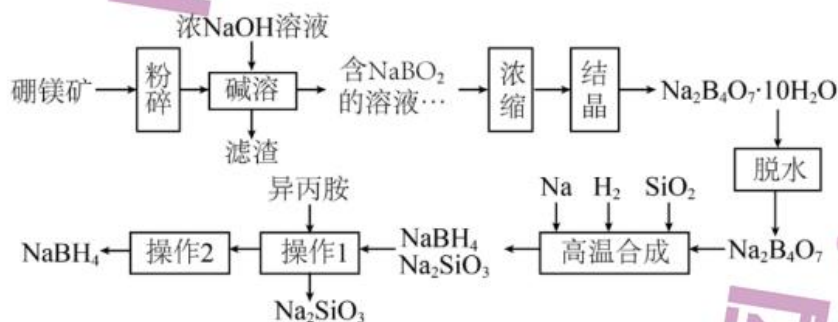 浓NaOH溶液
硼镁矿
粉碎
碱溶
含NaBO₂
的溶液…
浓缩
结晶
Na₂B₄O₇·10H₂O
滤渣
脱水
异丙胺
Na H₂ SiO₂
NaBH₄
操作2
操作1
NaBH₄
Na₂SiO₃
高温合成
Na₂B₄O₇
Na₂SiO₃